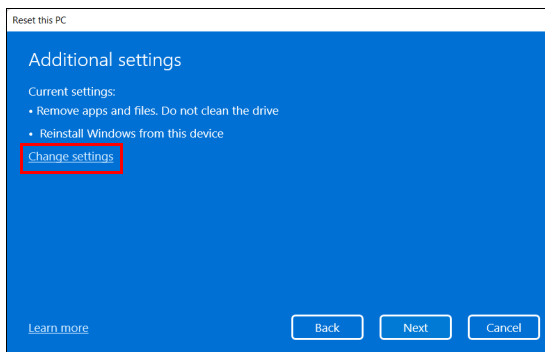 Reset this PC
Additional settings
Current settings:
• Remove apps and files. Do not clean the drive
• Reinstall Windows from this device
Change settings
Learn more
Back
Next
Cancel